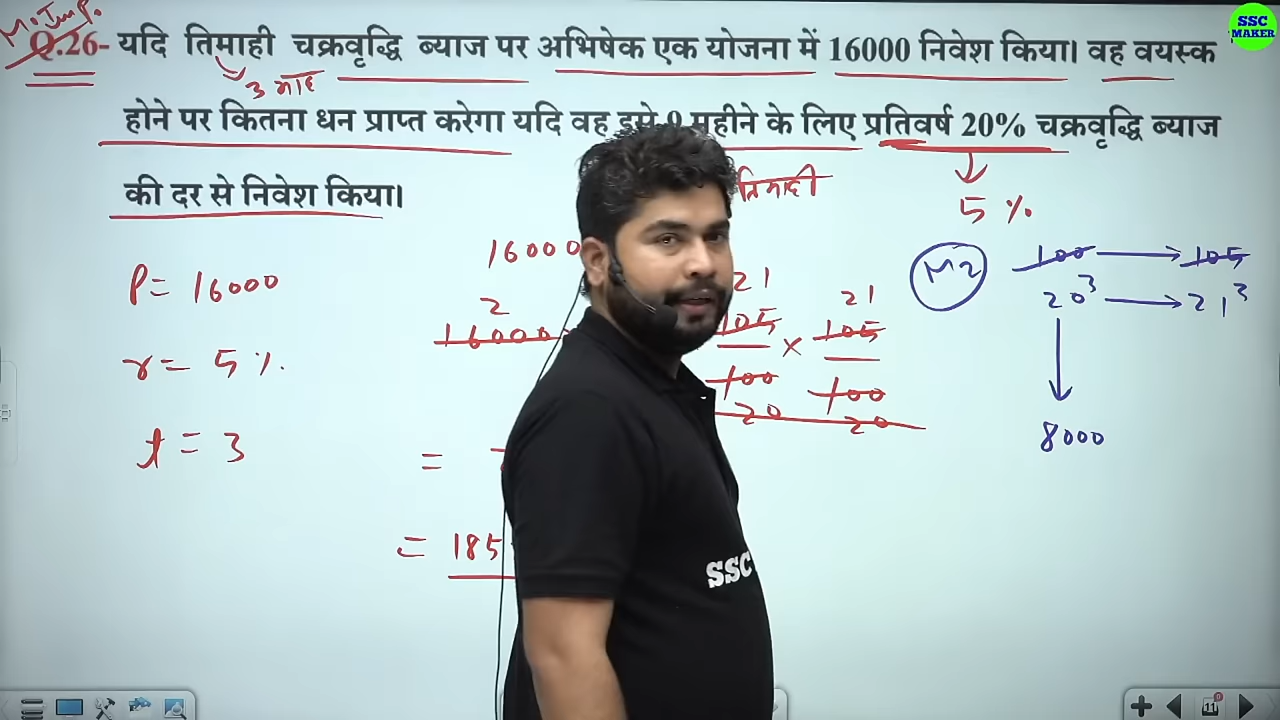 M. Imp.
SSC MAKER
Q.26- यदि तिमाही चक्रवृद्धि ब्याज पर अभिषेक एक योजना में 16000 निवेश किया। वह वयस्क
3 माह
होने पर कितना धन प्राप्त करेगा यदि वह इसे 9 महीने के लिए प्रतिवर्ष 20% चक्रवृद्धि ब्याज
की दर से निवेश किया।
तिमाही
5 %
P = 16000
r = 5 %.
t = 3
16000
2
16000
21 21
105 × 105
100 100
20 20
=
= 185
M2
100 → 105
20³ → 21³
8000
SSC
11